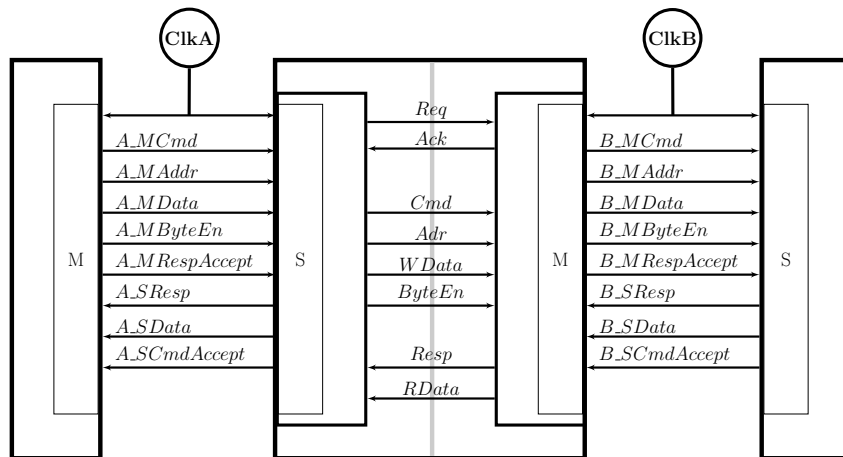 ClkA
ClkB
Req
A_MCmd
Ack
B_MCmd
A_MAddr
B_MAddr
A_MData
Cmd
B_MData
A_MByteEn
Adr
B_MByteEn
M
S
M
S
A_MRespAccept
WData
B_MRespAccept
A_SResp
ByteEn
B_SResp
A_SData
B_SData
A_SCmdAccept
Resp
B_SCmdAccept
RData